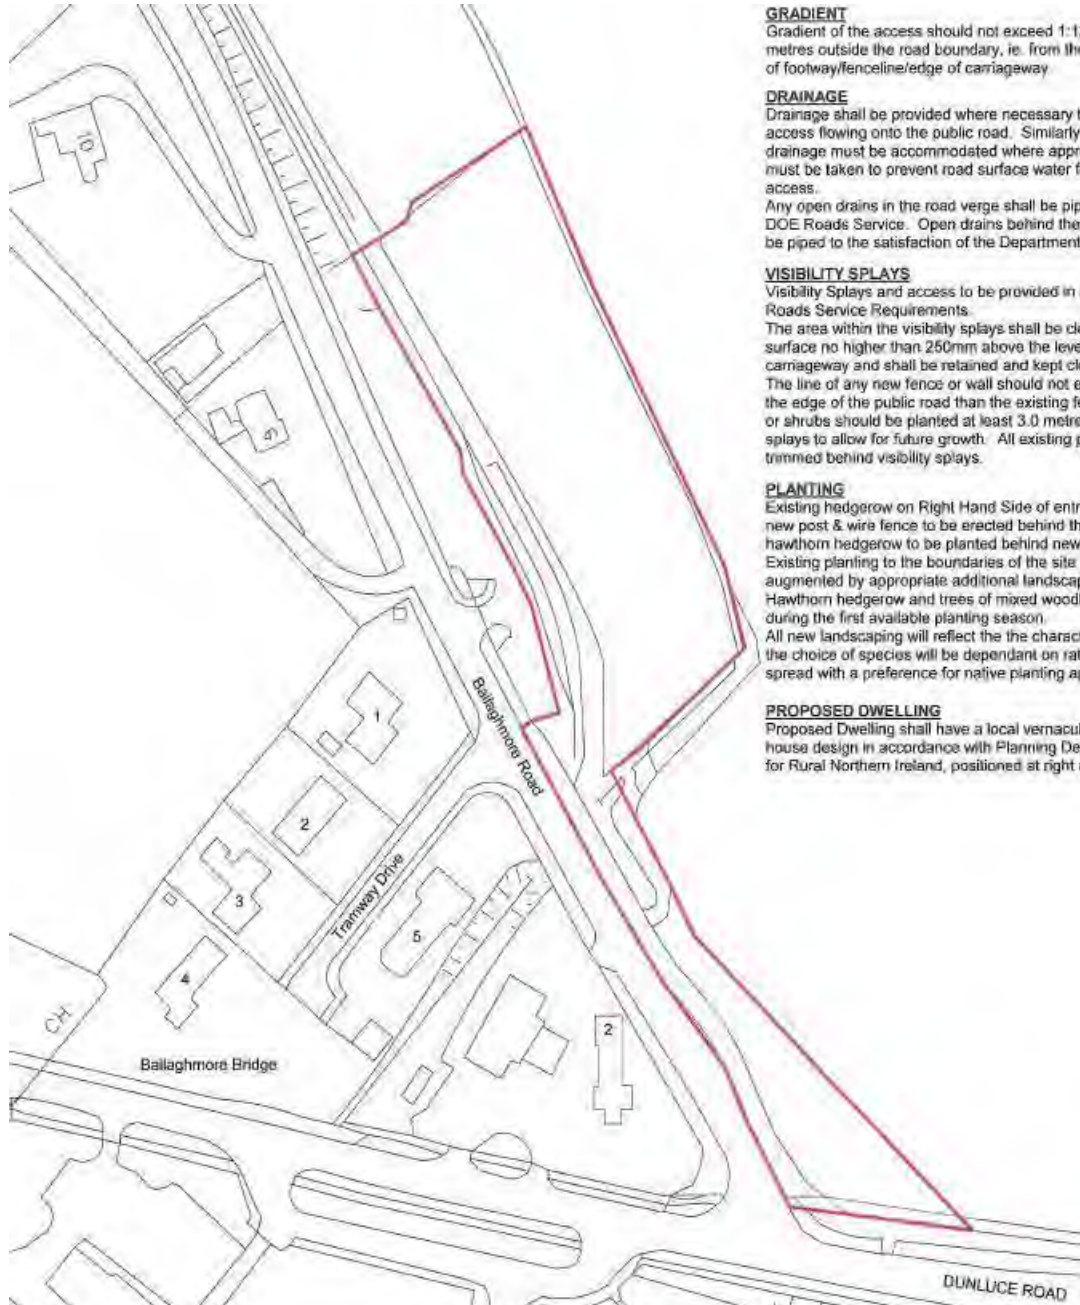 GRADIENT
Gradient of the access should not exceed 1:1
metres outside the road boundary, ie. from the
of footway/fenceline/edge of carriageway
DRAINAGE
Drainage shall be provided where necessary
access flowing onto the public road. Similarly
drainage must be accommodated where appr
must be taken to prevent road surface water f
access.
Any open drains in the road verge shall be pip
DOE Roads Service. Open drains behind the
be piped to the satisfaction of the Department
VISIBILITY SPLAYS
Visibility Splays and access to be provided in
Roads Service Requirements.
The area within the visibility splays shall be cle
surface no higher than 250mm above the leve
carriageway and shall be retained and kept cl
The line of any new fence or wall should not e
the edge of the public road than the existing fe
or shrubs should be planted at least 3.0 metre
splays to allow for future growth. All existing p
trimmed behind visibility splays.
PLANTING
Existing hedgerow on Right Hand Side of entr
new post & wire fence to be erected behind th
hawthorn hedgerow to be planted behind new
Existing planting to the boundaries of the site
augmented by appropriate additional landscap
Hawthorn hedgerow and trees of mixed wood
during the first available planting season.
All new landscaping will reflect the the charact
the choice of species will be dependant on rat
spread with a preference for native planting ap
PROPOSED DWELLING
Proposed Dwelling shall have a local vernacul
house design in accordance with Planning De
for Rural Northern Ireland, positioned at right
10
9
1
2
3
4
5
2
Ballaghmore Road
Tramway Drive
CH
Ballaghmore Bridge
DUNLUCE ROAD